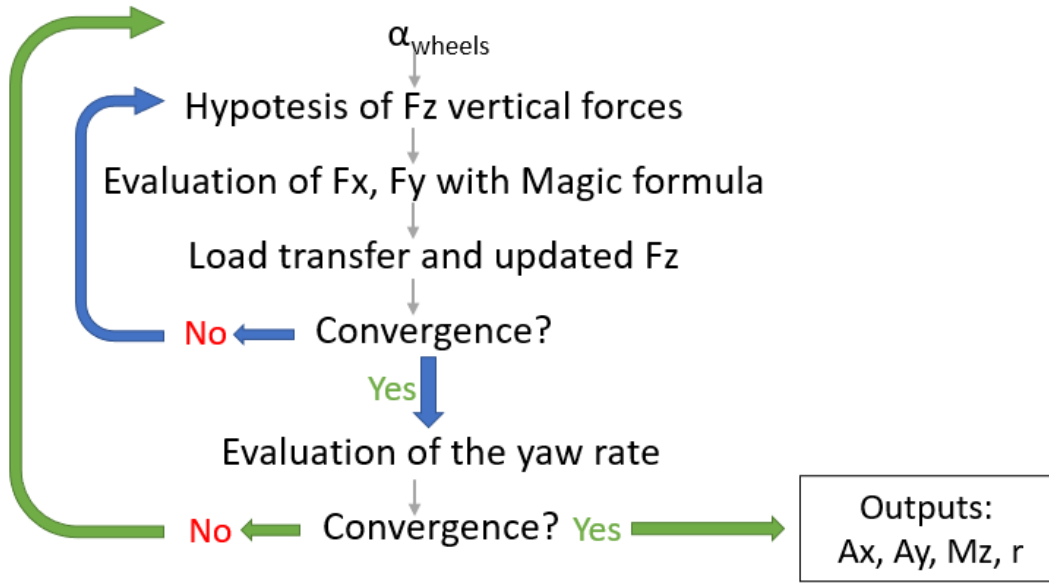 αwheels
Hypotesis of Fz vertical forces
Evaluation of Fx, Fy with Magic formula
Load transfer and updated Fz
No Convergence?
Yes
Evaluation of the yaw rate
No Convergence? Yes
Outputs:
Ax, Ay, Mz, r